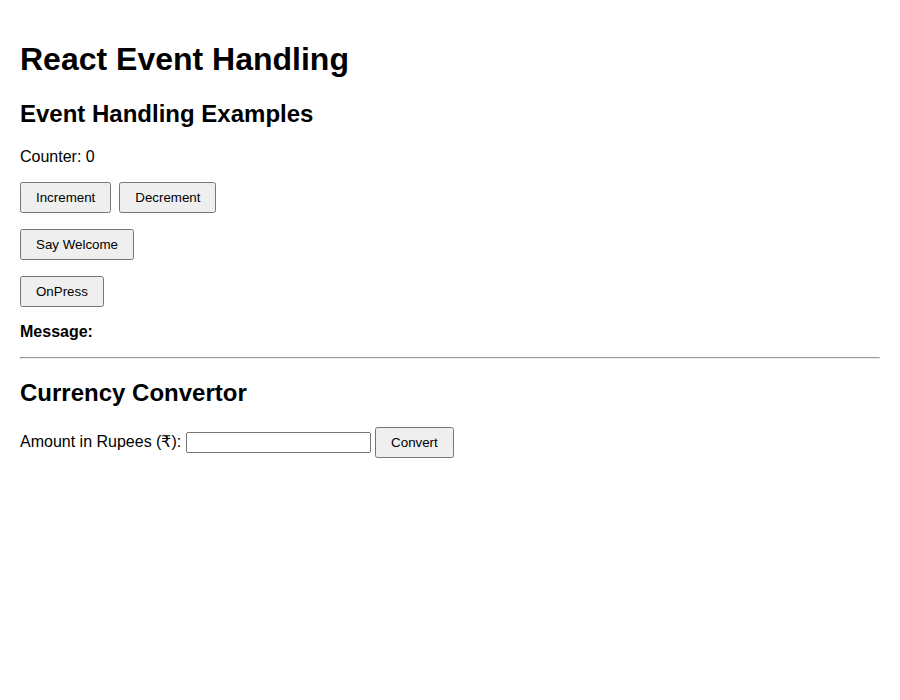 React Event Handling
Event Handling Examples
Counter: 0
Increment Decrement
Say Welcome
OnPress
Message:
Currency Convertor
Amount in Rupees (₹): Convert